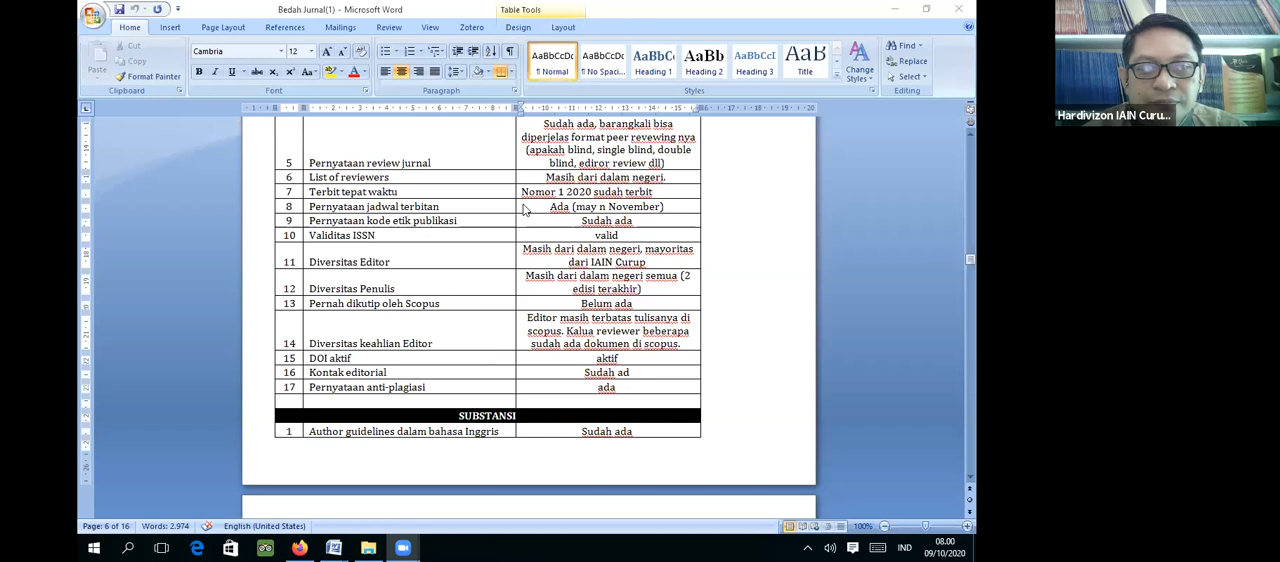 Bedah Jurnal(1) - Microsoft Word
Table Tools
Home Insert Page Layout References Mailings Review View Zotero Design Layout
Cut
Copy
Format Painter
Paste
Clipboard
Cambria 12
Font
Paragraph
AaBbCcDc AaBbCcDc AaBbC AaBb AaBbCcI AaB
¶ Normal ¶ No Spaci... Heading 1 Heading 2 Heading 3 Title
Change Styles
Styles
Find
Replace
Select
Editing
Hardivizon IAIN Curu...
5 Pernyataan review jurnal
Sudah ada, barangkali bisa
diperjelas format peer revewing nya
(apakah blind, single blind, double
blind, ediror review dll)
6 List of reviewers Masih dari dalam negeri.
7 Terbit tepat waktu Nomor 1 2020 sudah terbit
8 Pernyataan jadwal terbitan Ada (may n November)
9 Pernyataan kode etik publikasi Sudah ada
10 Validitas ISSN valid
11 Diversitas Editor
Masih dari dalam negeri, mayoritas
dari IAIN Curup
12 Diversitas Penulis
Masih dari dalam negeri semua (2
edisi terakhir)
13 Pernah dikutip oleh Scopus Belum ada
14 Diversitas keahlian Editor
Editor masih terbatas tulisanya di
scopus. Kalua reviewer beberapa
sudah ada dokumen di scopus.
15 DOI aktif aktif
16 Kontak editorial Sudah ad
17 Pernyataan anti-plagiasi ada
SUBSTANSI
1 Author guidelines dalam bahasa Inggris Sudah ada
Page: 6 of 16 Words: 2.974 English (United States) 100%
IND
08.00
09/10/2020